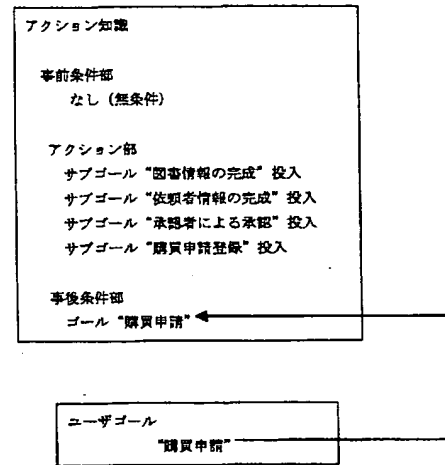 アクション知識
事前条件部
なし（無条件）
アクション部
サブゴール“図書情報の完成”投入
サブゴール“依頼者情報の完成”投入
サブゴール“承認者による承認”投入
サブゴール“購買申請登録”投入
事後条件部
ゴール“購買申請”
ユーザゴール
“購買申請”